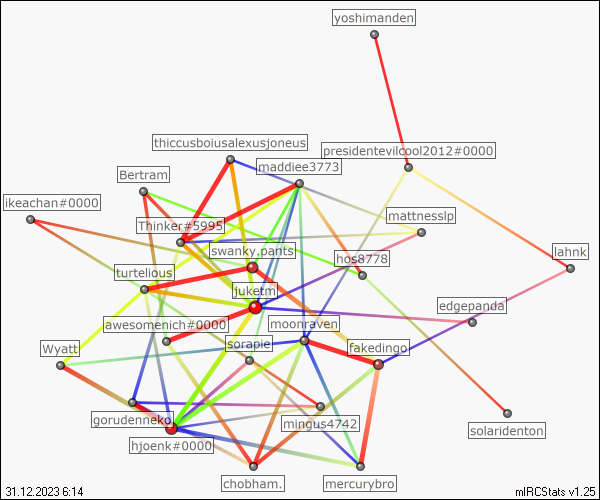 yoshimanden
thiccusboiusalexusjoneus
presidentevilcool2012#0000
maddiee3773
Bertram
ikeachan#0000
mattnesslp
Thinker#5995
swanky.pants
hos8778
lahnk
turtelious
juketm
edgepanda
awesomenich#0000
moonraven
Wyatt
sorapie
fakedingo
gorudenneko
mingus4742
solaridenton
hjoenk#0000
chobham.
mercurybro
31.12.2023 6:14
mIRCStats v1.25